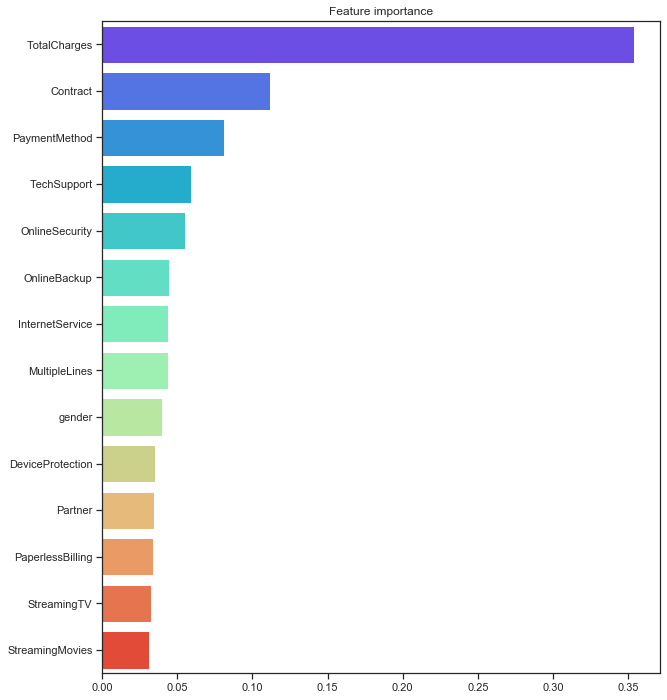 Feature importance
TotalCharges
Contract
PaymentMethod
TechSupport
OnlineSecurity
OnlineBackup
InternetService
MultipleLines
gender
DeviceProtection
Partner
PaperlessBilling
StreamingTV
StreamingMovies
0.00 0.05 0.10 0.15 0.20 0.25 0.30 0.35